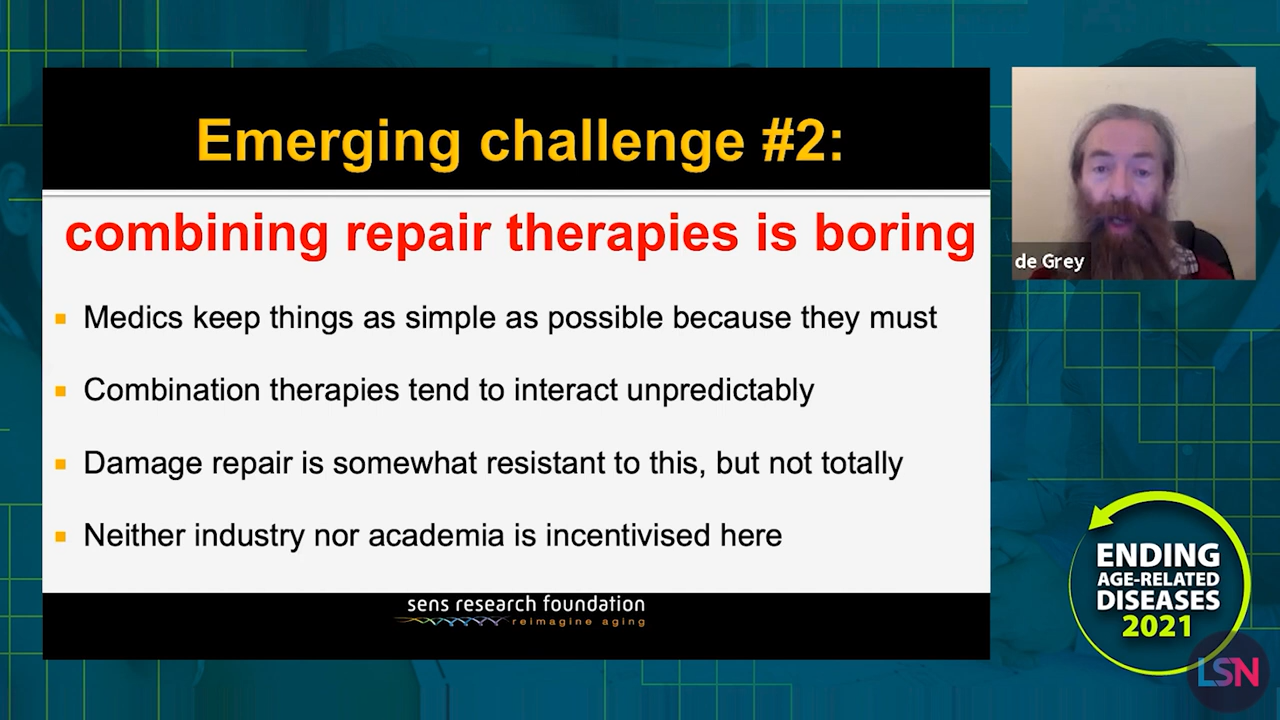 Emerging challenge #2:
combining repair therapies is boring
Medics keep things as simple as possible because they must
Combination therapies tend to interact unpredictably
Damage repair is somewhat resistant to this, but not totally
Neither industry nor academia is incentivised here
sens research foundation
reimagine aging
de Grey
ENDING
AGE-RELATED
DISEASES
2021
LSN